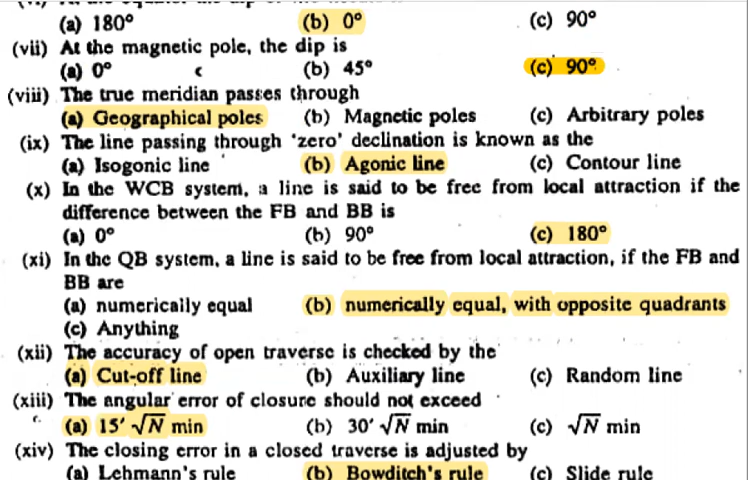 (a) 180° (b) 0° (c) 90°
(vii) At the magnetic pole, the dip is
(a) 0° (b) 45° (c) 90°
(viii) The true meridian passes through
(a) Geographical poles (b) Magnetic poles (c) Arbitrary poles
(ix) The line passing through 'zero' declination is known as the
(a) Isogonic line (b) Agonic line (c) Contour line
(x) In the WCB system, a line is said to be free from local attraction if the
difference between the FB and BB is
(a) 0° (b) 90° (c) 180°
(xi) In the QB system, a line is said to be free from local attraction, if the FB and
BB are
(a) numerically equal (b) numerically equal, with opposite quadrants
(c) Anything
(xii) The accuracy of open traverse is checked by the
(a) Cut-off line (b) Auxiliary line (c) Random line
(xiii) The angular error of closure should not exceed
(a) 15′ √N min (b) 30′ √N min (c) √N min
(xiv) The closing error in a closed traverse is adjusted by
(a) Lehmann's rule (b) Bowditch's rule (c) Slide rule